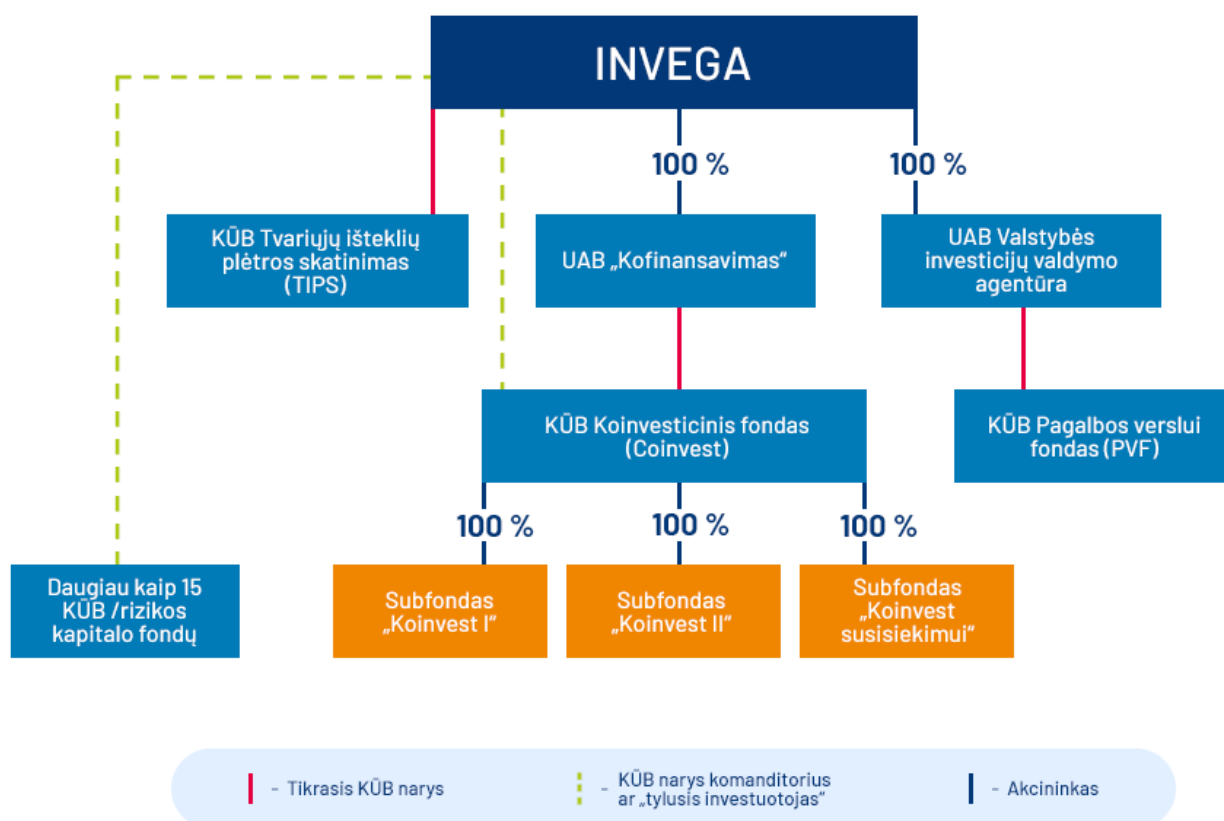 INVEGA
100 %
100 %
KŪB Tvariųjų išteklių
plėtros skatinimas
(TIPS)
UAB „Kofinansavimas“
UAB Valstybės
investicijų valdymo
agentūra
KŪB Koinvesticinis fondas
(Coinvest)
KŪB Pagalbos verslui
fondas (PVF)
100 %
100 %
100 %
Daugiau kaip 15
KŪB /rizikos
kapitalo fondų
Subfondas
„Koinvest I“
Subfondas
„Koinvest II“
Subfondas
„Koinvest
susisiekimui“
- Tikrasis KŪB narys
- KŪB narys komanditorius
ar „tylusis investuotojas“
- Akcininkas